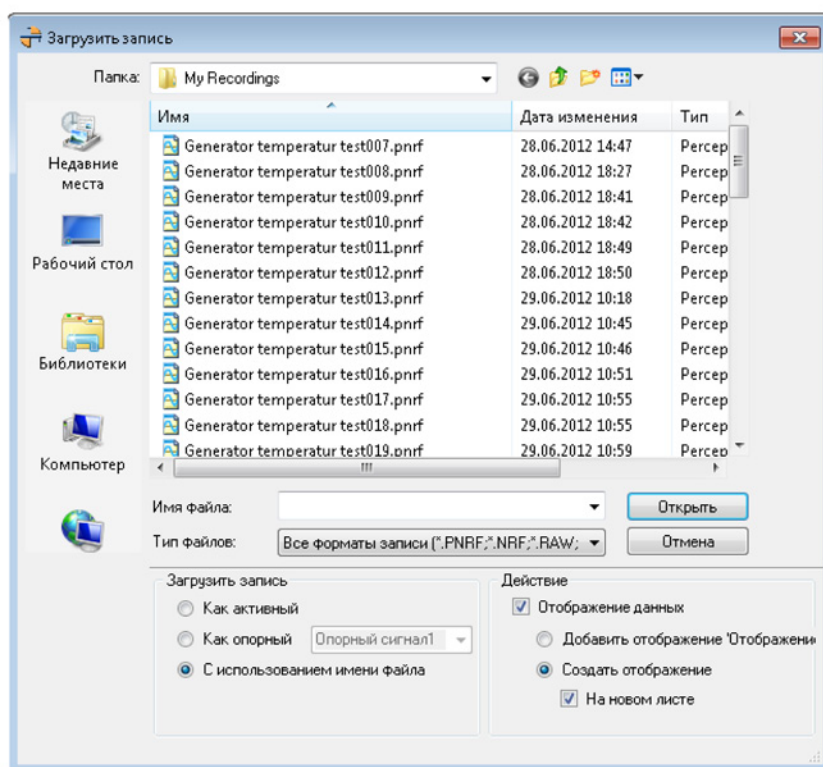 Загрузить запись
Папка: My Recordings
Имя Дата изменения Тип
Generator temperatur test007.pnrf 28.06.2012 14:47 Percep
Generator temperatur test008.pnrf 28.06.2012 18:27 Percep
Generator temperatur test009.pnrf 28.06.2012 18:41 Percep
Generator temperatur test010.pnrf 28.06.2012 18:42 Percep
Generator temperatur test011.pnrf 28.06.2012 18:49 Percep
Generator temperatur test012.pnrf 28.06.2012 18:50 Percep
Generator temperatur test013.pnrf 29.06.2012 10:18 Percep
Generator temperatur test014.pnrf 29.06.2012 10:45 Percep
Generator temperatur test015.pnrf 29.06.2012 10:46 Percep
Generator temperatur test016.pnrf 29.06.2012 10:51 Percep
Generator temperatur test017.pnrf 29.06.2012 10:55 Percep
Generator temperatur test018.pnrf 29.06.2012 10:55 Percep
Generator temperatur test019.pnrf 29.06.2012 10:59 Percep
Недавние
места
Рабочий стол
Библиотеки
Компьютер
Имя файла: Открыть
Тип файлов: Все форматы записи (*.PNRF;*.NRF;*.RAW; Отмена
Загрузить запись
Как активный
Как опорный Опорный сигнал1
С использованием имени файла
Действие
Отображение данных
Добавить отображение 'Отображени
Создать отображение
На новом листе